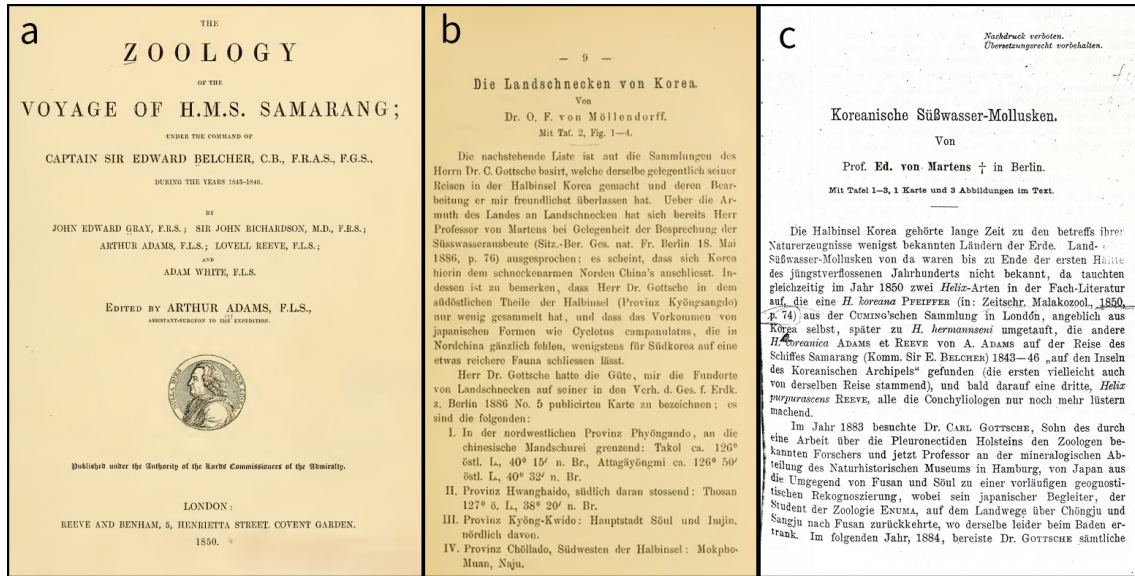 a
THE
ZOOLOGY
OF THE
VOYAGE OF H.M.S. SAMARANG;
UNDER THE COMMAND OF
CAPTAIN SIR EDWARD BELCHER, C.B., F.R.A.S., F.G.S.,
DURING THE YEARS 1843-1846.
BY
JOHN EDWARD GRAY, F.R.S.; SIR JOHN RICHARDSON, M.D., F.R.S.;
ARTHUR ADAMS, F.L.S.; LOVELL REEVE, F.L.S.;
AND
ADAM WHITE, F.L.S.
EDITED BY ARTHUR ADAMS, F.L.S.,
ASSISTANT-SURGEON TO THE EXPEDITION.
Published under the Authority of the Lords Commissioners of the Admiralty.
LONDON:
REEVE AND BENHAM, 5, HENRIETTA STREET. COVENT GARDEN.
1850.
b
— 9 —
Die Landschnecken von Korea.
Von
Dr. O. F. von Möllendorff.
Mit Taf. 2, Fig. 1—4.
Die nachstehende Liste ist auf die Sammlungen des
Herrn Dr. C. Gottsche basirt, welche derselbe gelegentlich seiner
Reisen in der Halbinsel Korea gemacht und deren Bear-
beitung er mir freundlichst überlassen hat. Ueber die Ar-
muth des Landes an Landschnecken hat sich bereits Herr
Professor von Martens bei Gelegenheit der Besprechung der
Süsswasserausbeute (Sitz.-Ber. Ges. nat. Fr. Berlin 18. Mai
1886, p. 76) ausgesprochen; es scheint, dass sich Korea
hierin dem schneckenarmen Norden China's anschliesst. In-
dessen ist zu bemerken, dass Herr Dr. Gottsche in dem
südöstlichen Theile der Halbinsel (Provinz Kyöngsangdo)
nur wenig gesammelt hat, und dass das Vorkommen von
japanischen Formen wie Cyclotus campanulatus, die in
Nordchina gänzlich fehlen, wenigstens für Südkorea auf eine
etwas reichere Fauna schliessen lässt.
Herr Dr. Gottsche hatte die Güte, mir die Fundorte
von Landschnecken auf seiner in den Verh. d. Ges. f. Erdk.
z. Berlin 1886 No. 5 publicirten Karte zu bezeichnen; es
sind die folgenden:
I. In der nordwestlichen Provinz Phyöngando, an die
chinesische Mandschurei grenzend: Takol ca. 126°
östl. L., 40° 15′ n. Br., Attagäyöngmi ca. 126° 50′
östl. L., 40° 32′ n. Br.
II. Provinz Hwanghaido, südlich daran stossend: Thosan
127° ö. L., 38° 20′ n. Br.
III. Provinz Kyöng-Kwido: Hauptstadt Söul und Imjin,
nördlich davon.
IV. Provinz Chöllado, Südwesten der Halbinsel: Mokpho-
Muan, Naju.
c
Nachdruck verboten.
Übersetzungsrecht vorbehalten.
Koreanische Süßwasser-Mollusken.
Von
Prof. Ed. von Martens † in Berlin.
Mit Tafel 1—3, 1 Karte und 3 Abbildungen im Text.
Die Halbinsel Korea gehörte lange Zeit zu den betreffs ihrer
Naturerzeugnisse wenigst bekannten Ländern der Erde. Land-
Süßwasser-Mollusken von da waren bis zu Ende der ersten Hälfte
des jüngstverflossenen Jahrhunderts nicht bekannt, da tauchten
gleichzeitig im Jahr 1850 zwei Helix-Arten in der Fach-Literatur
auf, die eine H. koreana PFEIFFER (in: Zeitschr. Malakozool., 1850,
p. 74) aus der CUMING'schen Sammlung in London, angeblich aus
Korea selbst, später zu H. hermannseni umgetauft, die andere
H. coreanica ADAMS et REEVE von A. ADAMS auf der Reise des
Schiffes Samarang (Komm. Sir E. BELCHER) 1843—46 „auf den Inseln
des Koreanischen Archipels" gefunden (die ersten vielleicht auch
von derselben Reise stammend), und bald darauf eine dritte, Helix
purpurascens REEVE, alle die Conchyliologen nur noch mehr lüstern
machend.
Im Jahr 1883 besuchte Dr. CARL GOTTSCHE, Sohn des durch
eine Arbeit über die Pleuronectiden Holsteins den Zoologen be-
kannten Forschers und jetzt Professor an der mineralogischen Ab-
teilung des Naturhistorischen Museums in Hamburg, von Japan aus
die Umgegend von Fusan und Söul zu einer vorläufigen geognosti-
tischen Rekognoszierung, wobei sein japanischer Begleiter, der
Student der Zoologie ENUMA, auf dem Landwege über Chöngju und
Sangju nach Fusan zurückkehrte, wo derselbe leider beim Baden er-
trank. Im folgenden Jahr, 1884, bereiste Dr. GOTTSCHE sämtliche